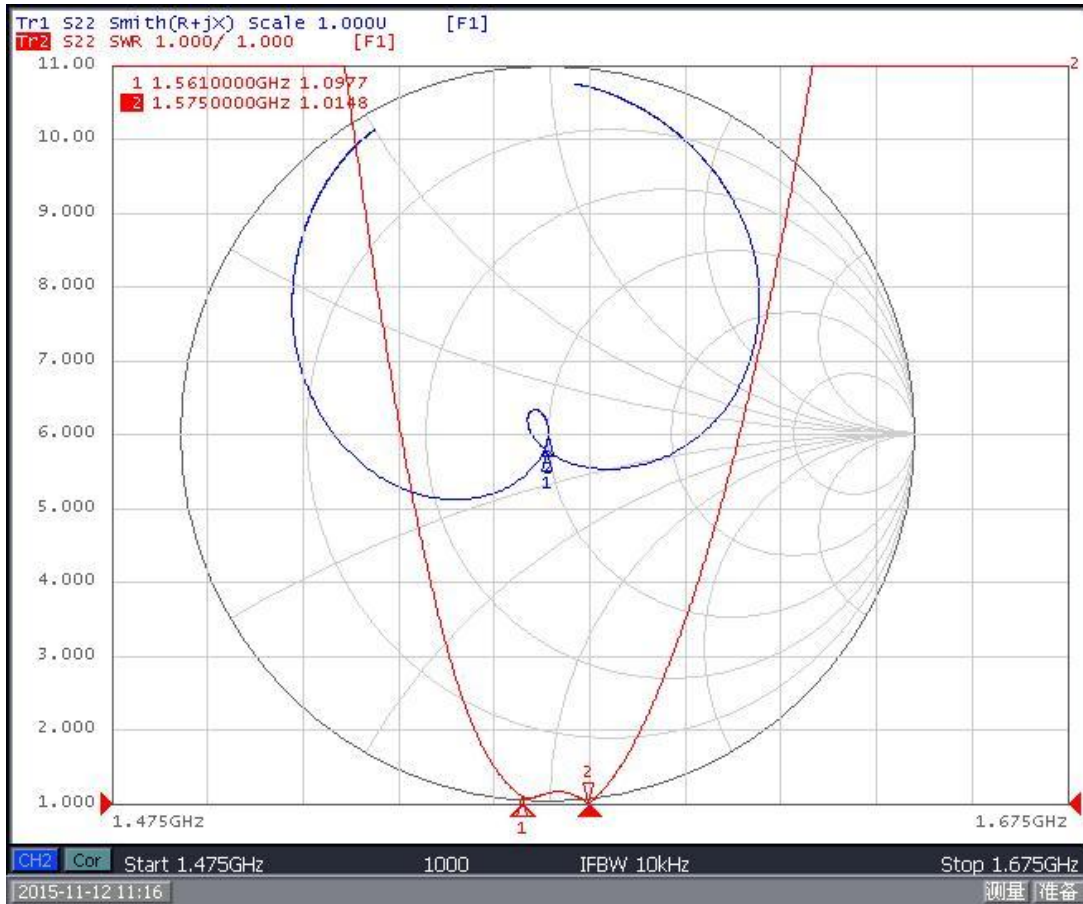 Tr1 S22 Smith(R+jX) Scale 1.000U [F1]
Tr2 S22 SWR 1.000/ 1.000 [F1]
11.00
1 1.5610000GHz 1.0977
2 1.5750000GHz 1.0148
2
10.00
9.000
8.000
7.000
6.000
1
5.000
4.000
3.000
2.000
2
1.000
1
1.475GHz 1.675GHz
CH2 Cor Start 1.475GHz 1000 IFBW 10kHz Stop 1.675GHz
2015-11-12 11:16 测量 准备